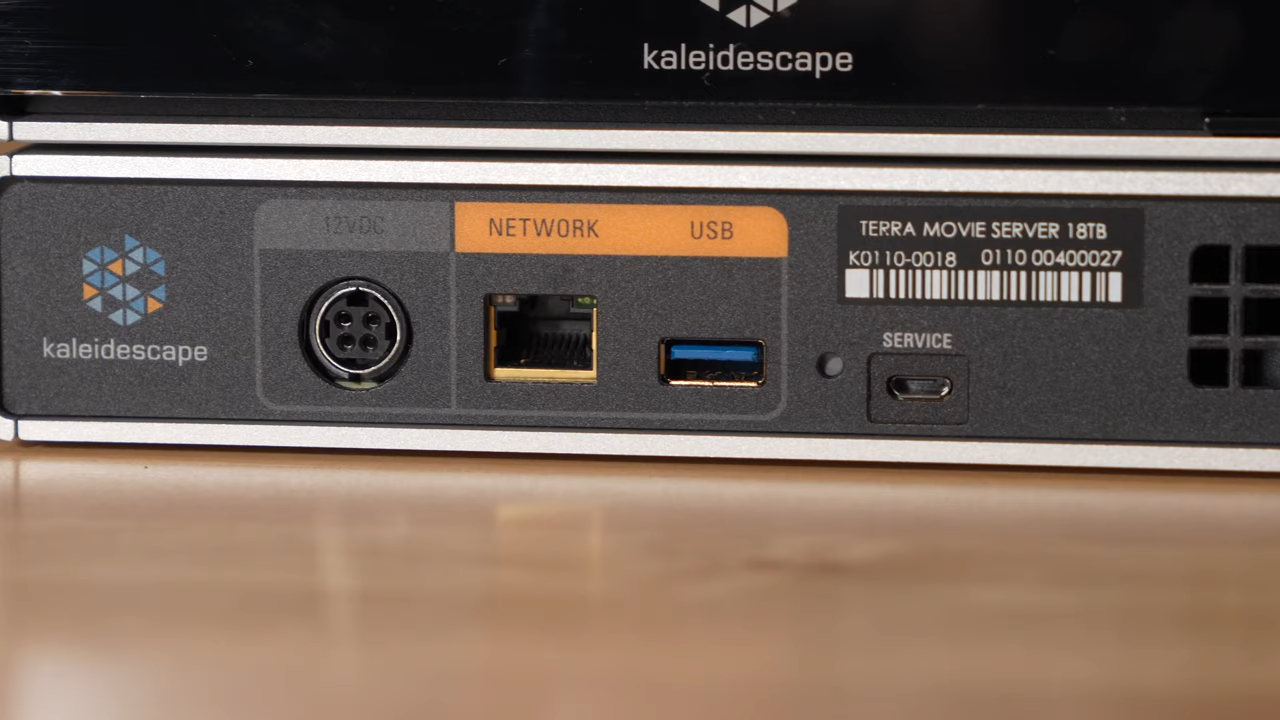 kaleidescape
12VDC
NETWORK
USB
TERRA MOVIE SERVER 18TB
K0110-0018 0110 00400027
SERVICE
kaleidescape